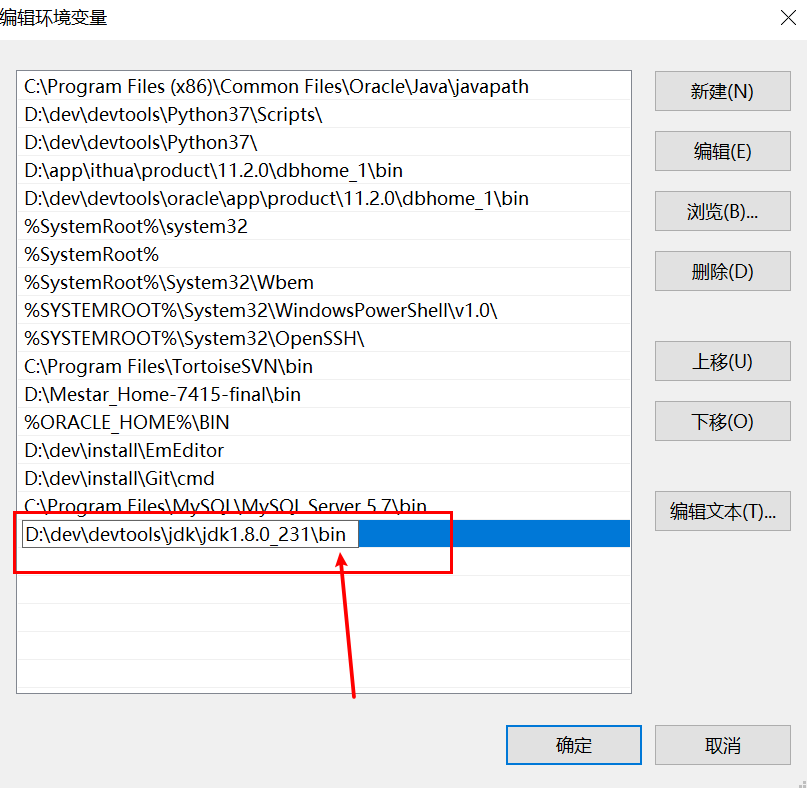 编辑环境变量
C:\Program Files (x86)\Common Files\Oracle\Java\javapath
新建(N)
D:\dev\devtools\Python37\Scripts\
D:\dev\devtools\Python37\
编辑(E)
D:\app\ithua\product\11.2.0\dbhome_1\bin
D:\dev\devtools\oracle\app\product\11.2.0\dbhome_1\bin
浏览(B)...
%SystemRoot%\system32
%SystemRoot%
删除(D)
%SystemRoot%\System32\Wbem
%SYSTEMROOT%\System32\WindowsPowerShell\v1.0\
%SYSTEMROOT%\System32\OpenSSH\
上移(U)
C:\Program Files\TortoiseSVN\bin
D:\Mestar_Home-7415-final\bin
%ORACLE_HOME%\BIN
下移(O)
D:\dev\install\EmEditor
D:\dev\install\Git\cmd
C:\Program Files\MySQL\MySQL Server 5.7\bin
编辑文本(T)...
D:\dev\devtools\jdk\jdk1.8.0_231\bin
确定
取消